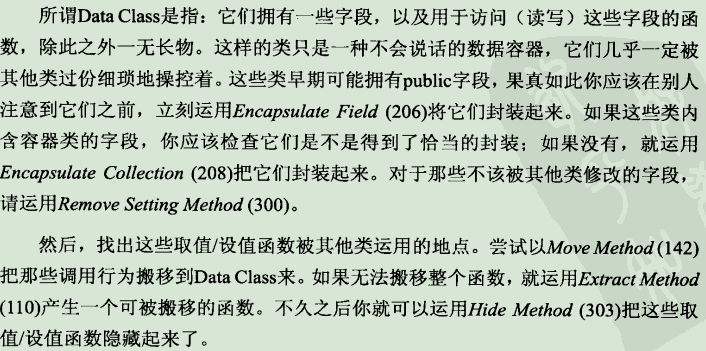 所谓Data Class是指：它们拥有一些字段，以及用于访问（读写）这些字段的函
数，除此之外一无长物。这样的类只是一种不会说话的数据容器，它们几乎一定被
其他类过份细琐地操控着。这些类早期可能拥有public字段，果真如此你应该在别人
注意到它们之前，立刻运用Encapsulate Field (206)将它们封装起来。如果这些类内
含容器类的字段，你应该检查它们是不是得到了恰当的封装；如果没有，就运用
Encapsulate Collection (208)把它们封装起来。对于那些不该被其他类修改的字段，
请运用Remove Setting Method (300)。
然后，找出这些取值/设值函数被其他类运用的地点。尝试以Move Method (142)
把那些调用行为搬移到Data Class来。如果无法搬移整个函数，就运用Extract Method
(110)产生一个可被搬移的函数。不久之后你就可以运用Hide Method (303)把这些取
值/设值函数隐藏起来了。